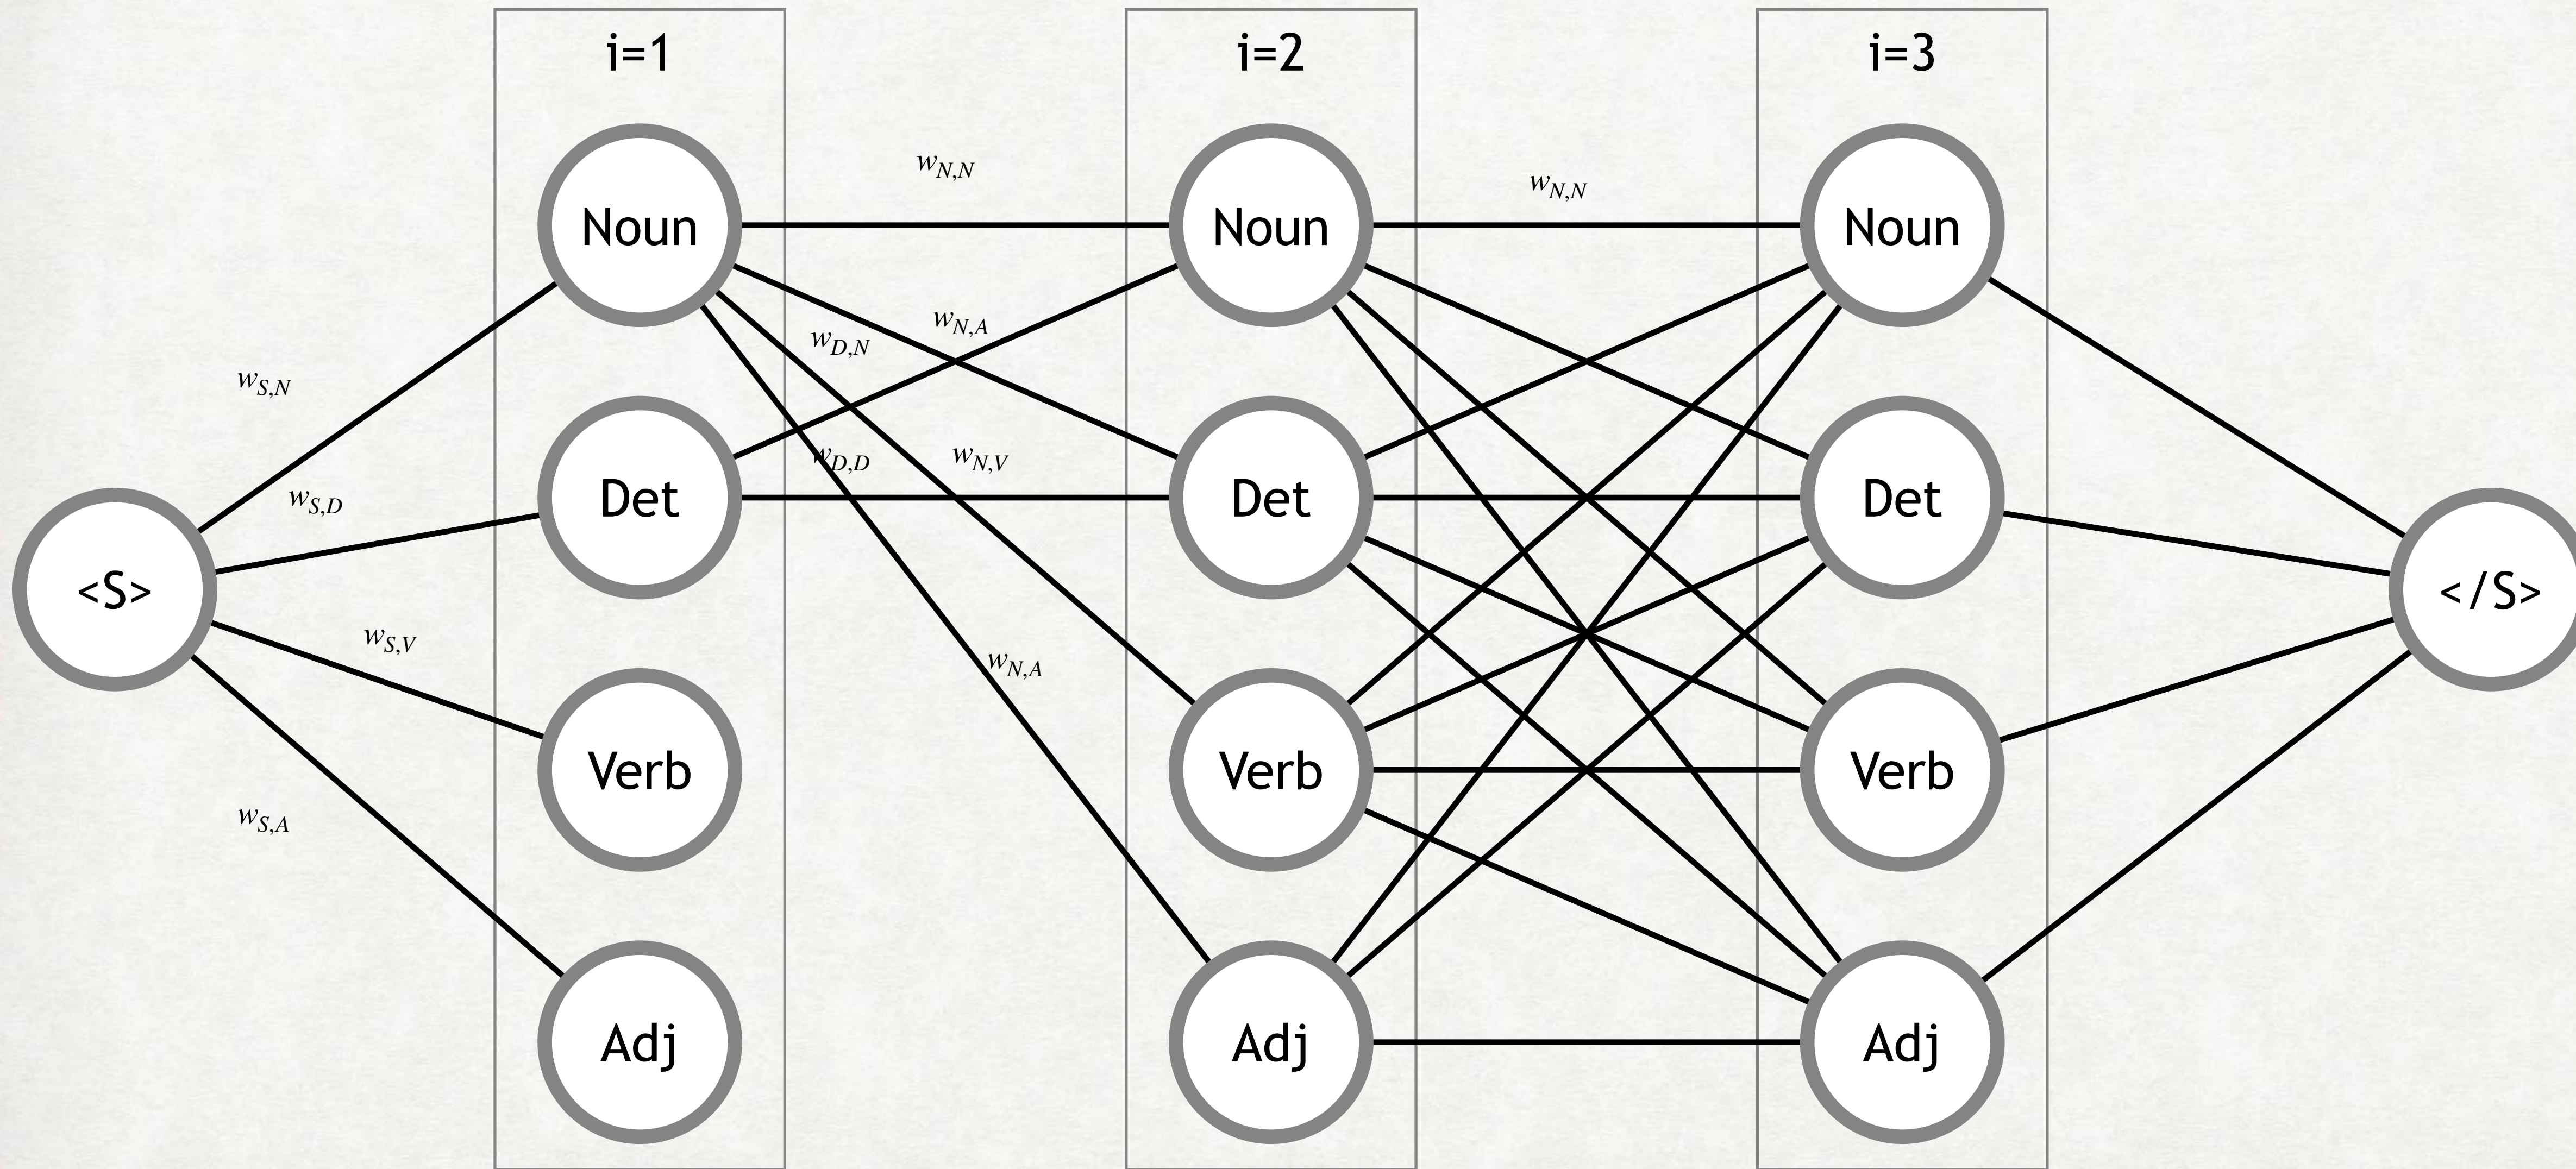 i=1
i=2
i=3
Noun
Noun
Noun
w_{N,N}
w_{N,N}
w_{N,A}
w_{D,N}
w_{S,N}
w_{D,D}
w_{N,V}
w_{S,D}
Det
Det
Det
<S>
</S>
w_{S,V}
w_{N,A}
Verb
Verb
Verb
w_{S,A}
Adj
Adj
Adj